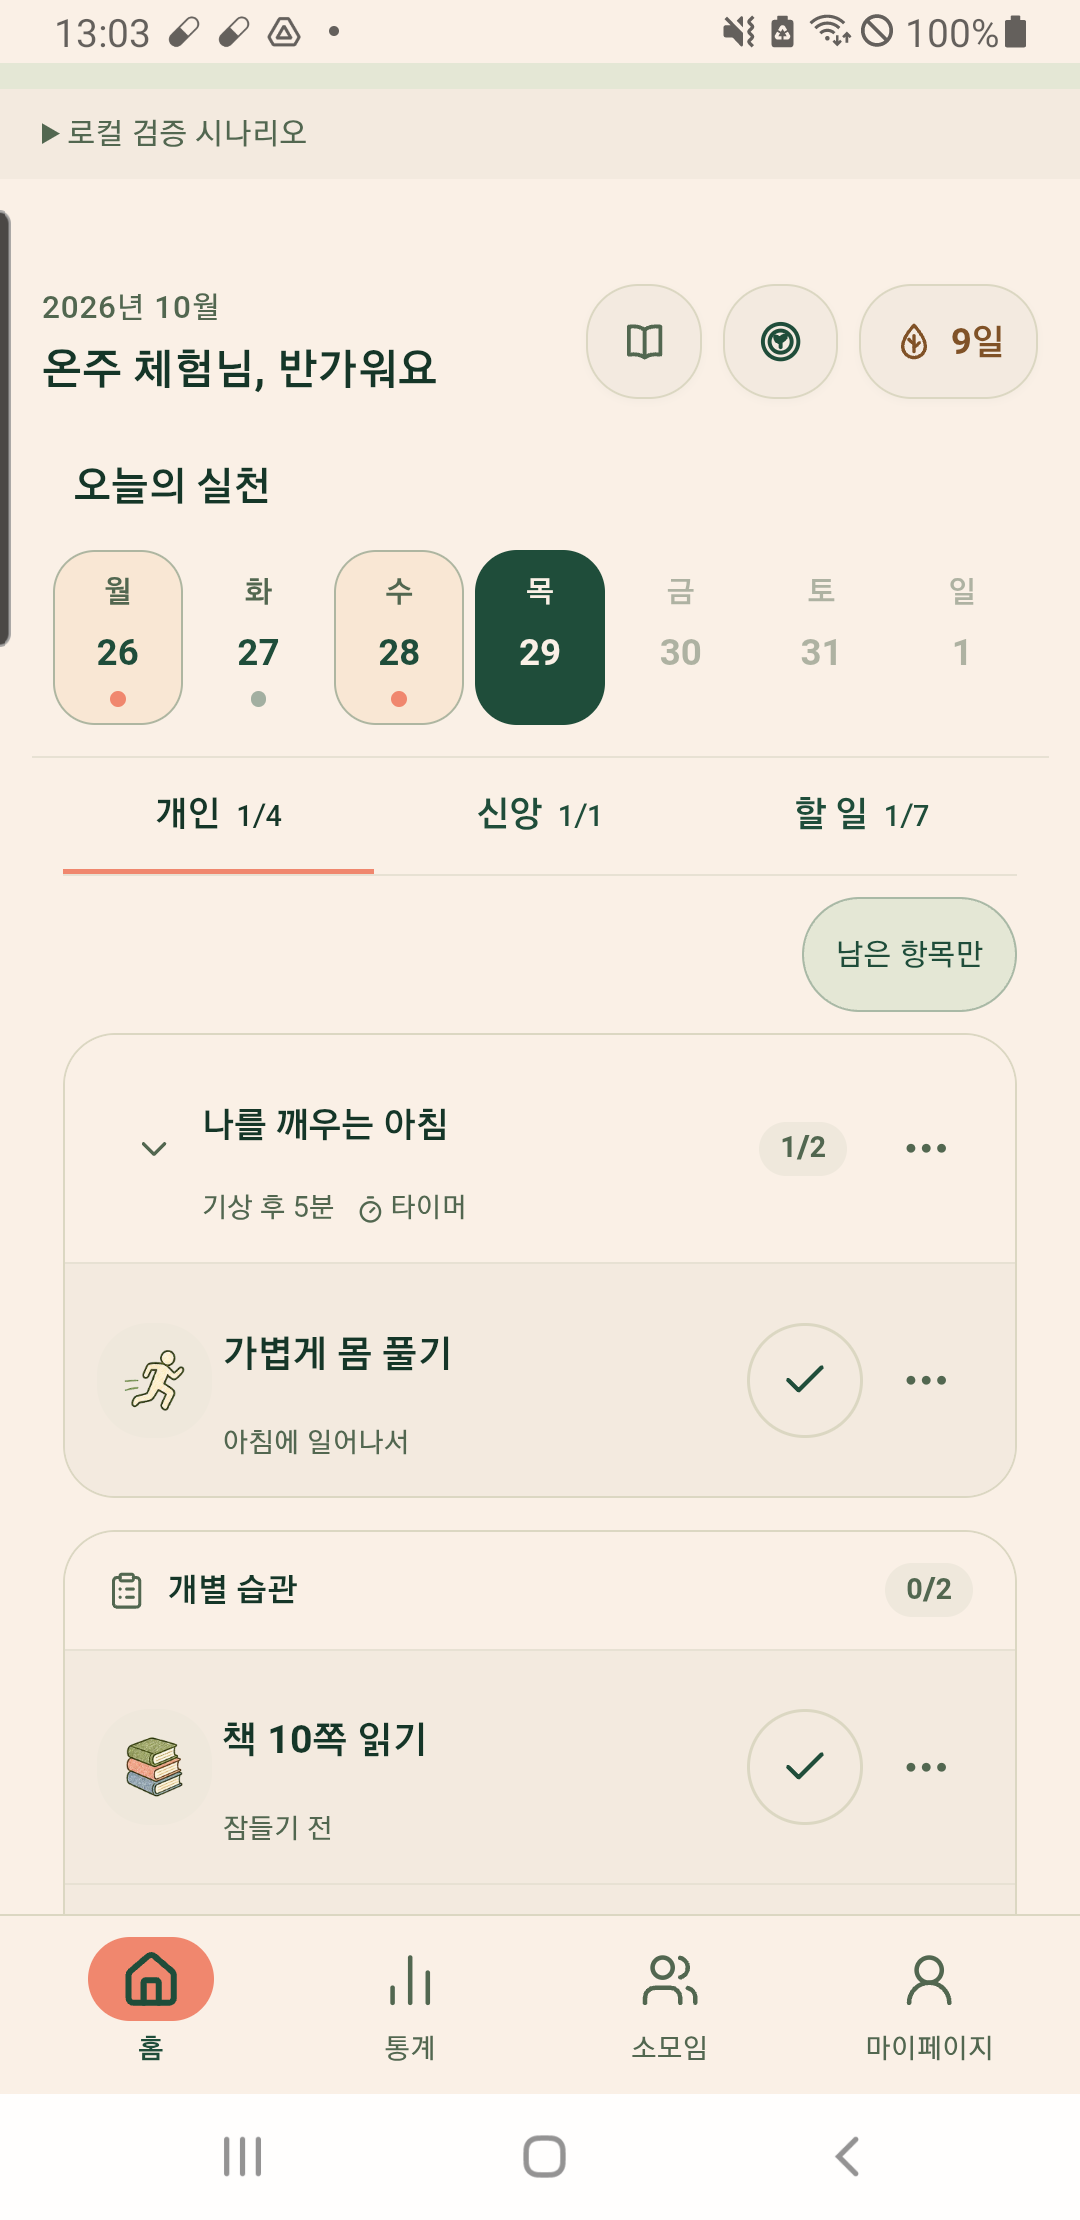 13:03
100%
▶ 로컬 검증 시나리오
2026년 10월
온주 체험님, 반가워요
9일
오늘의 실천
월 화 수 목 금 토 일
26 27 28 29 30 31 1
개인 1/4 신앙 1/1 할 일 1/7
남은 항목만
나를 깨우는 아침
1/2
기상 후 5분 타이머
가볍게 몸 풀기
아침에 일어나서
개별 습관
0/2
책 10쪽 읽기
잠들기 전
홈 통계 소모임 마이페이지